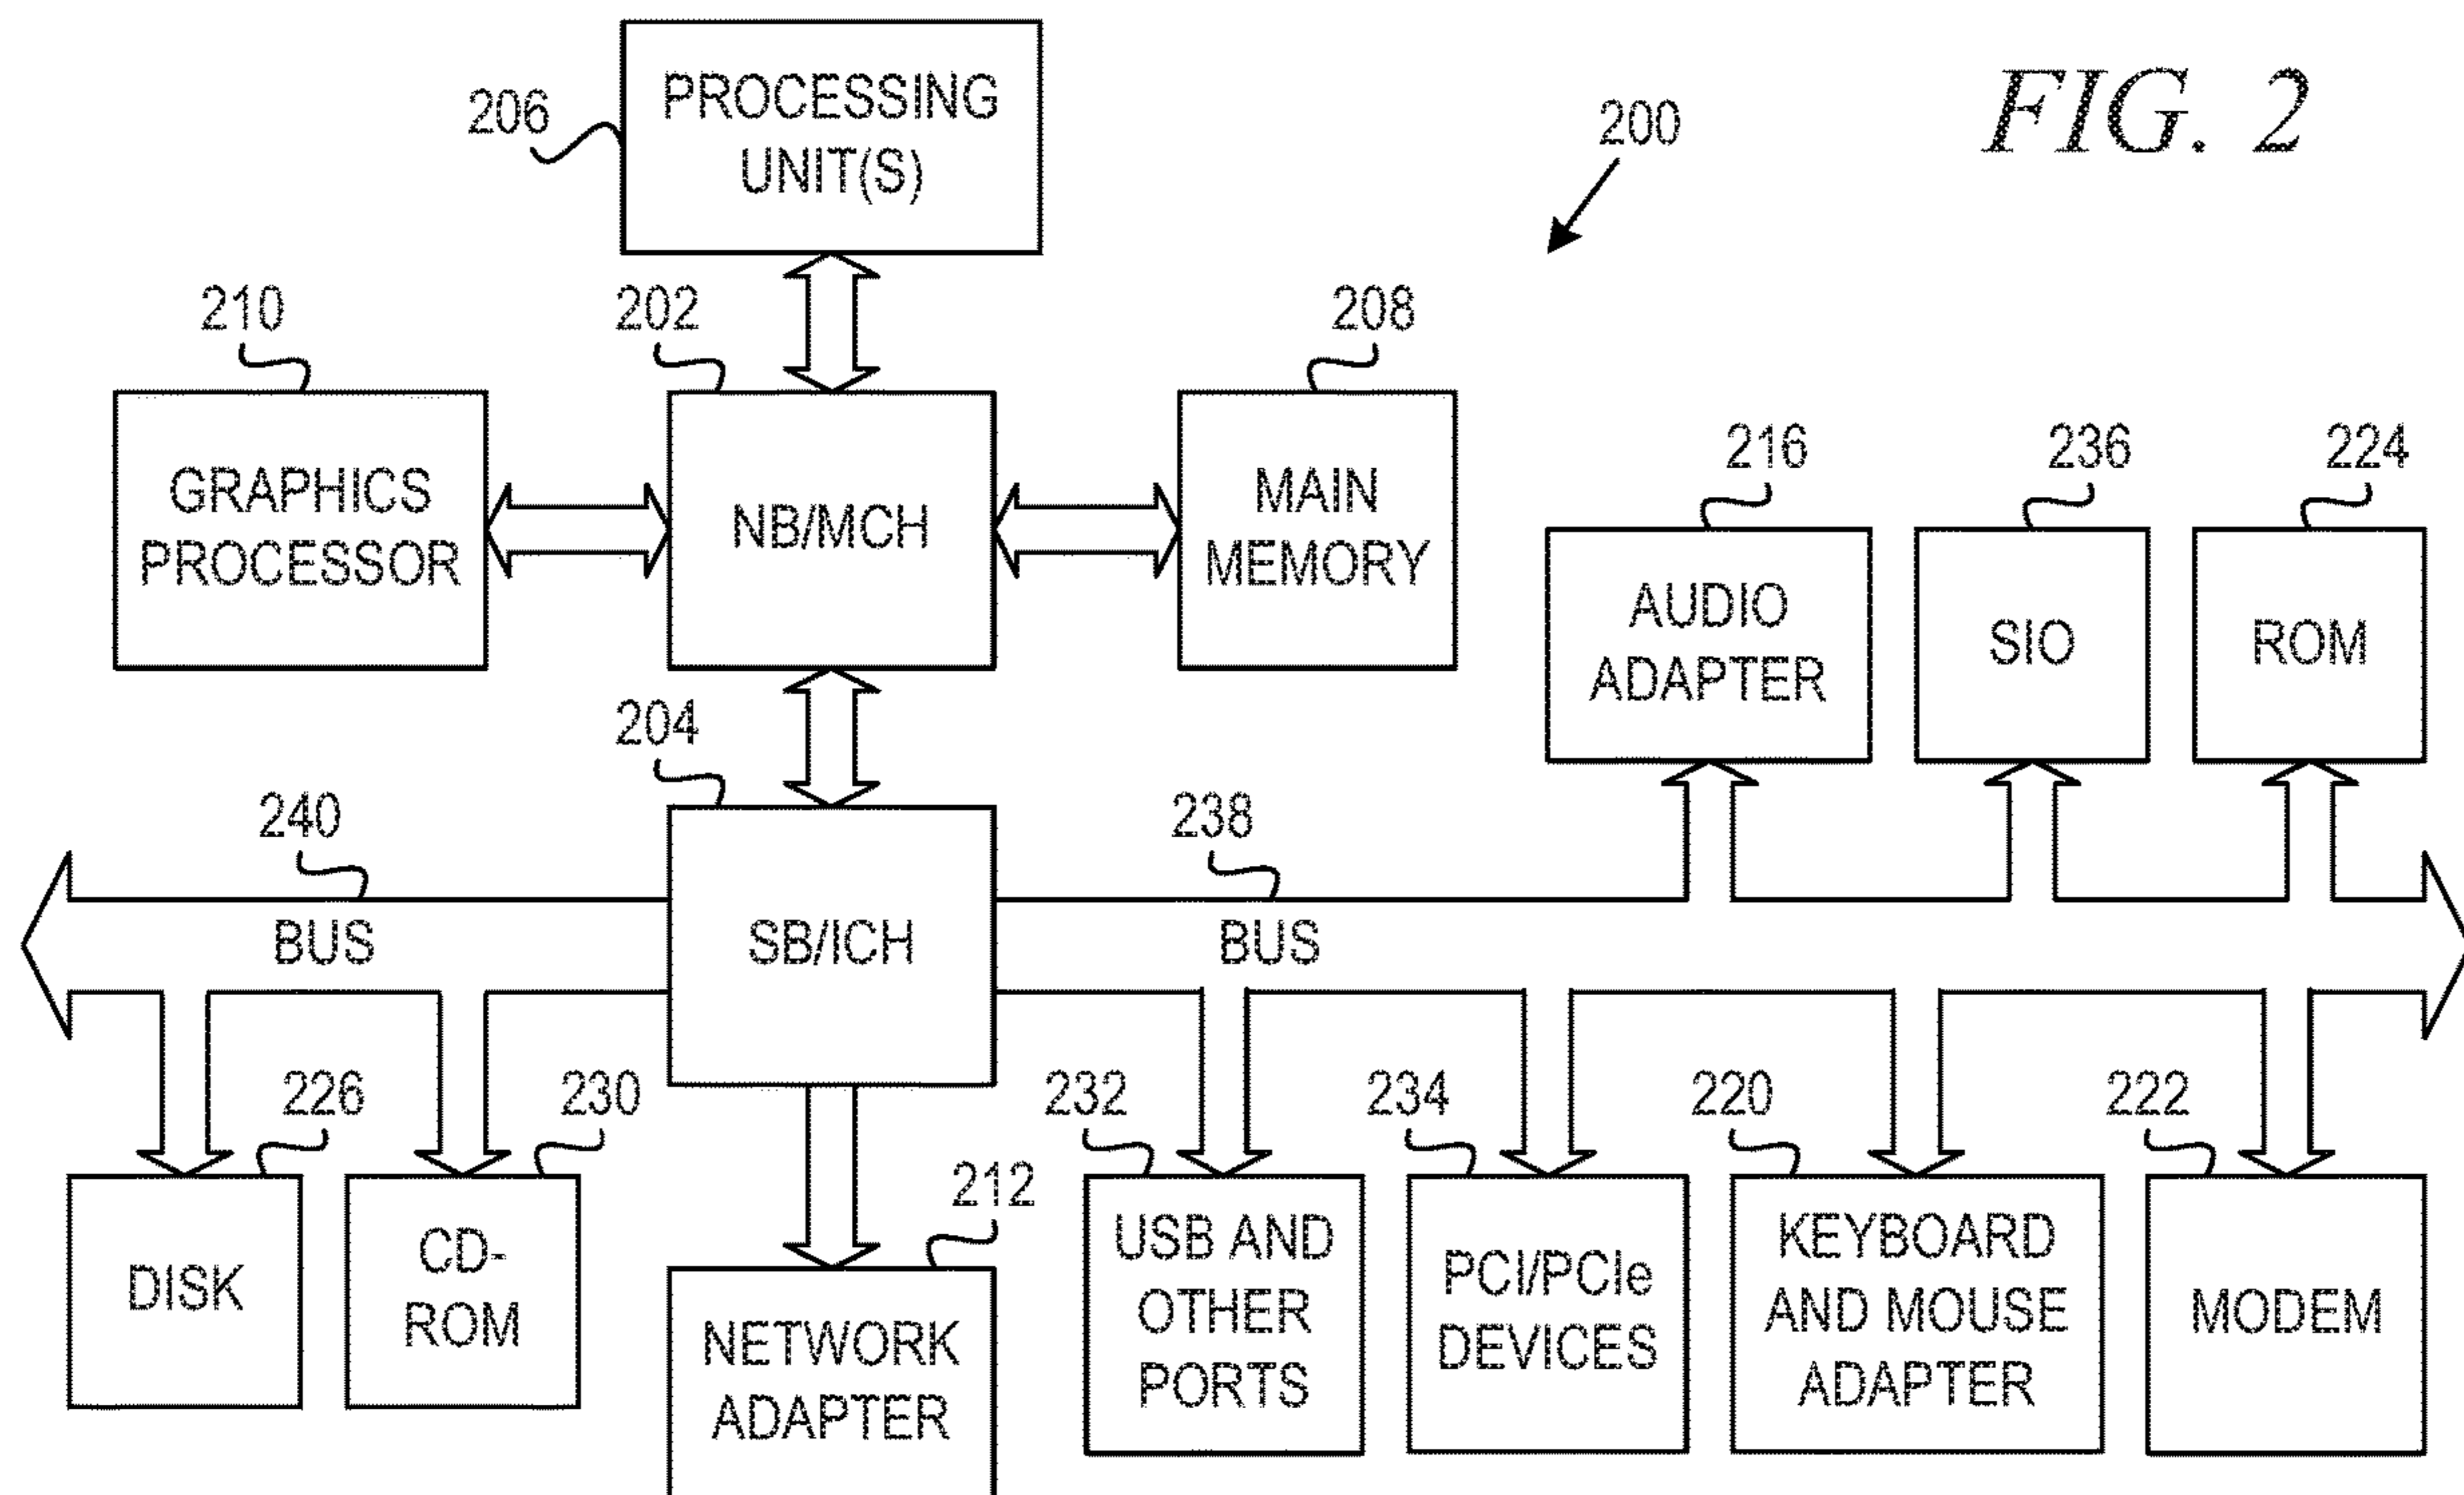 FIG. 2
200
206
PROCESSING
UNIT(S)
210
202
208
GRAPHICS
PROCESSOR
NB/MCH
MAIN
MEMORY
216
236
224
AUDIO
ADAPTER
SIO
ROM
204
240
238
BUS
SB/ICH
BUS
226
230
212
232
234
220
222
DISK
CD-
ROM
NETWORK
ADAPTER
USB AND
OTHER
PORTS
PCI/PCIe
DEVICES
KEYBOARD
AND MOUSE
ADAPTER
MODEM